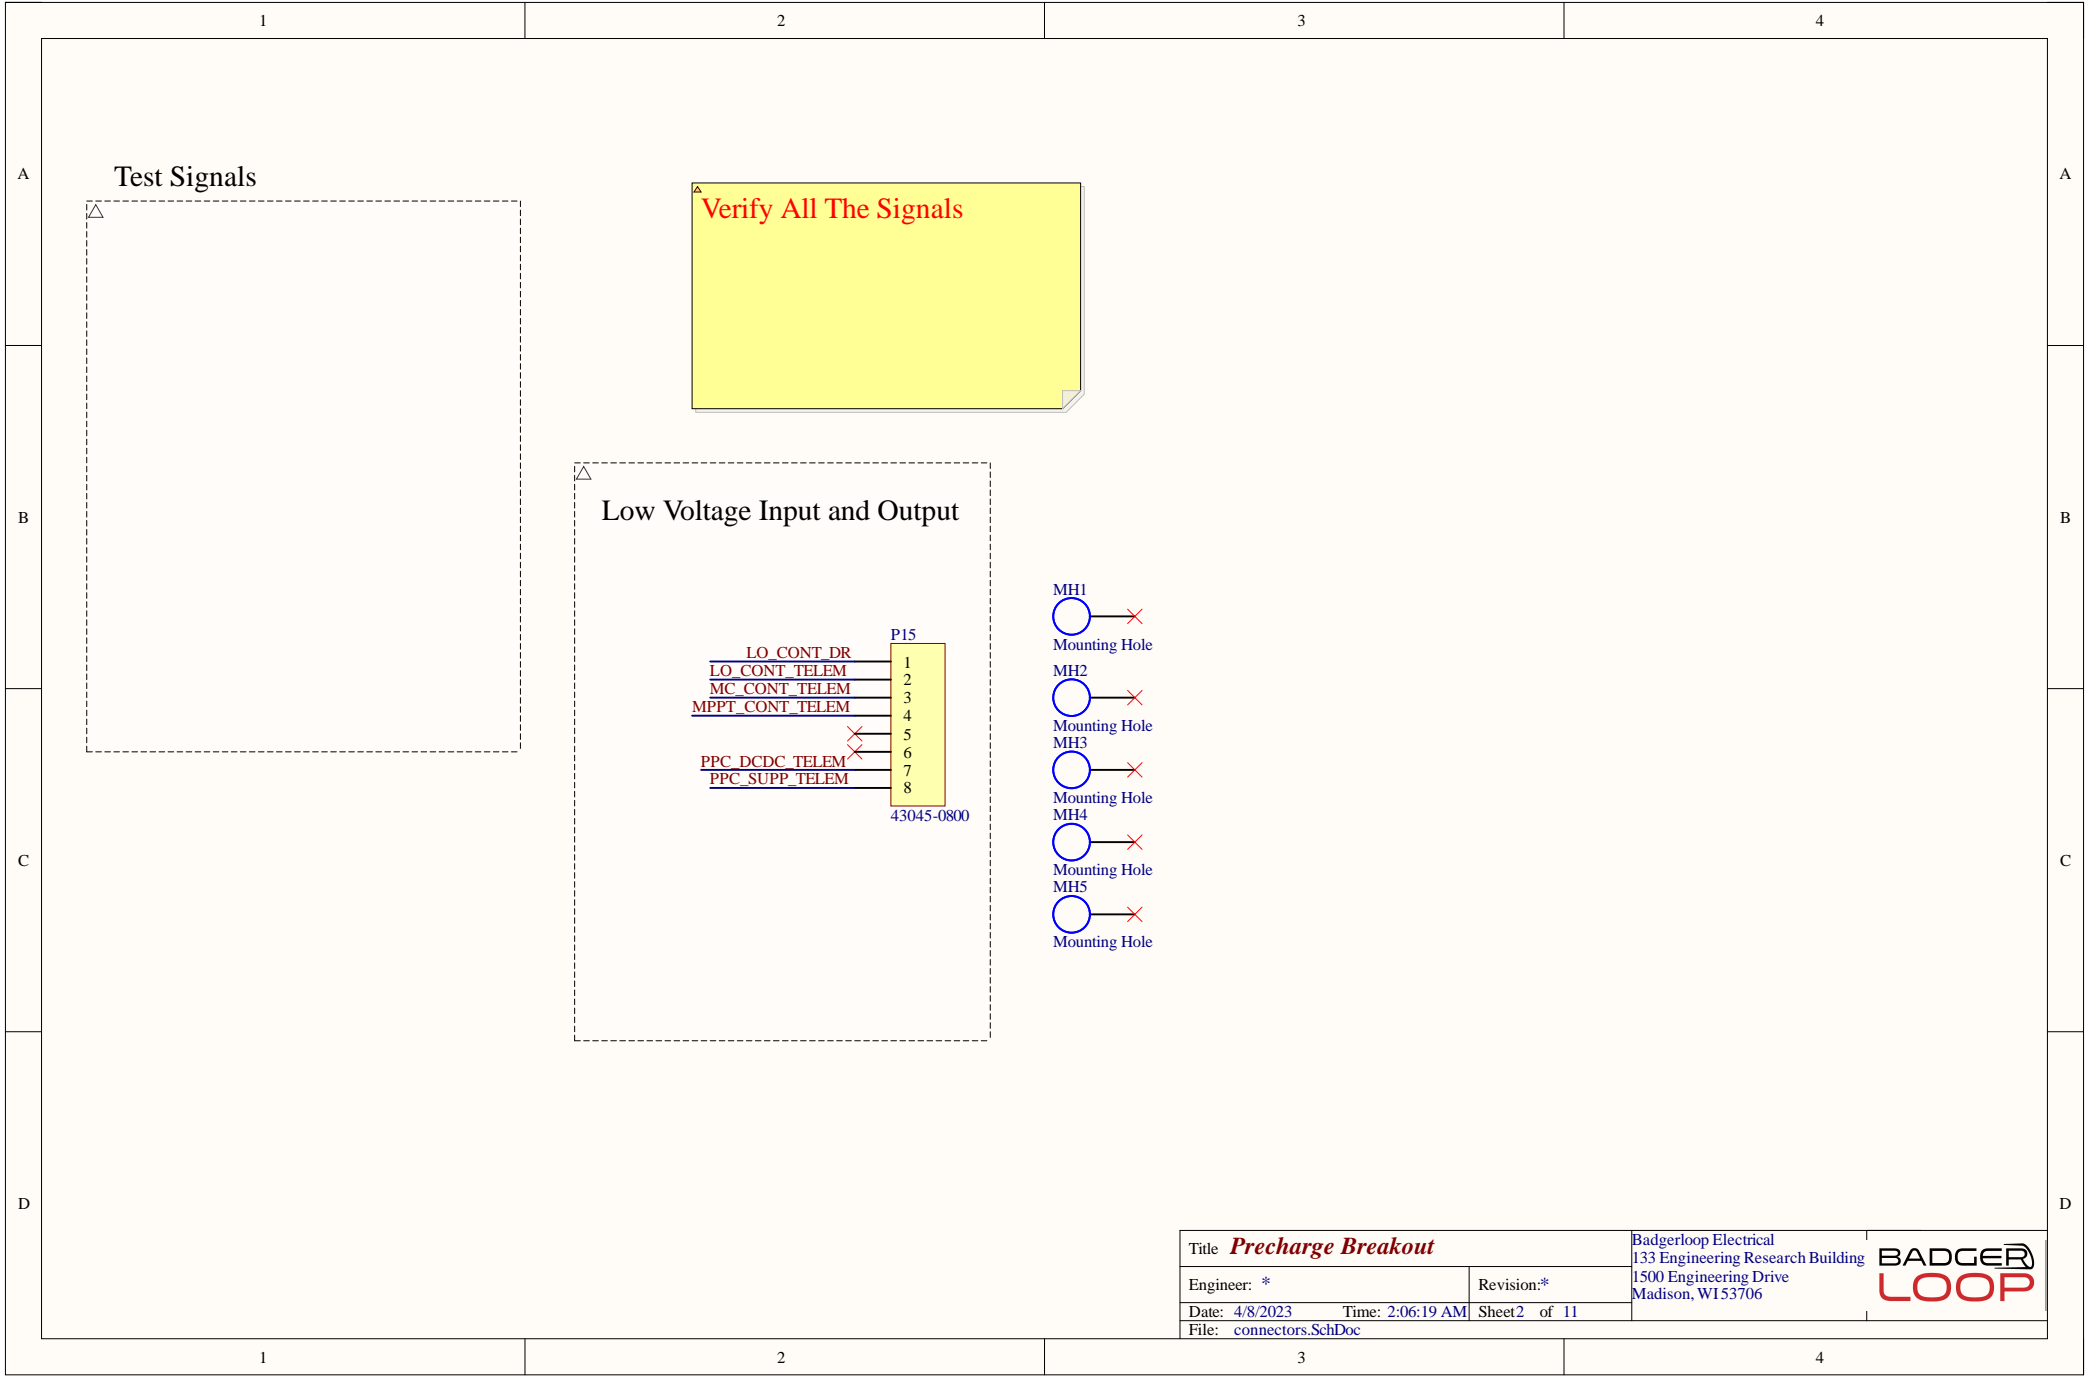 1 2 3 4
A A
Test Signals
Verify All The Signals
B B
Low Voltage Input and Output
P15
LO_CONT_DR 1
LO_CONT_TELEM 2
MC_CONT_TELEM 3
MPPT_CONT_TELEM 4
5
6
PPC_DCDC_TELEM 7
PPC_SUPP_TELEM 8
43045-0800
MH1
Mounting Hole
MH2
Mounting Hole
MH3
Mounting Hole
MH4
Mounting Hole
MH5
Mounting Hole
C C
D D
Title Precharge Breakout
Engineer: * Revision:*
Date: 4/8/2023 Time: 2:06:19 AM Sheet2 of 11
File: connectors.SchDoc
Badgerloop Electrical
133 Engineering Research Building
1500 Engineering Drive
Madison, WI 53706
BADGER
LOOP
1 2 3 4